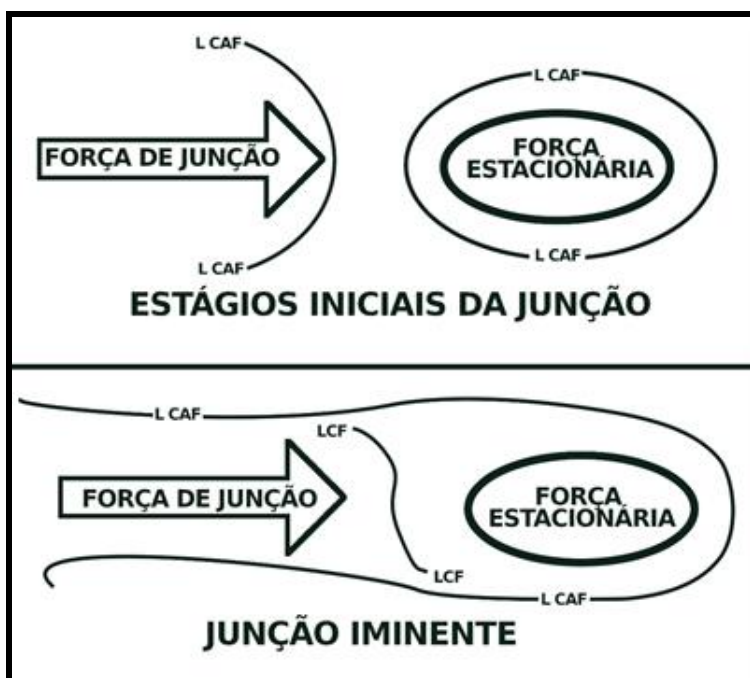 L CAF
FORÇA DE JUNÇÃO
L CAF
L CAF
FORÇA
ESTACIONÁRIA
L CAF
ESTÁGIOS INICIAIS DA JUNÇÃO
L CAF
LCF
FORÇA DE JUNÇÃO
FORÇA
ESTACIONÁRIA
LCF
L CAF
JUNÇÃO IMINENTE